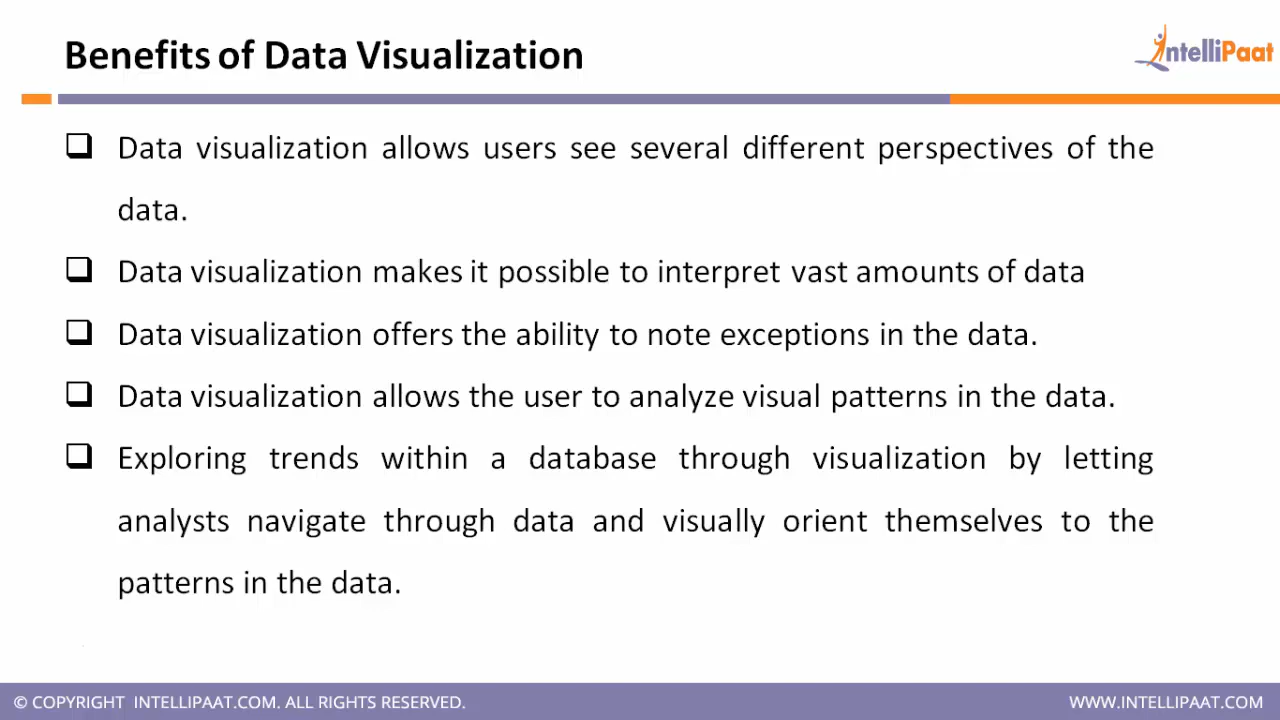 Benefits of Data Visualization
IntelliPaat
❑ Data visualization allows users see several different perspectives of the
data.
❑ Data visualization makes it possible to interpret vast amounts of data
❑ Data visualization offers the ability to note exceptions in the data.
❑ Data visualization allows the user to analyze visual patterns in the data.
❑ Exploring trends within a database through visualization by letting
analysts navigate through data and visually orient themselves to the
patterns in the data.
© COPYRIGHT INTELLIPAAT.COM. ALL RIGHTS RESERVED.
WWW.INTELLIPAAT.COM